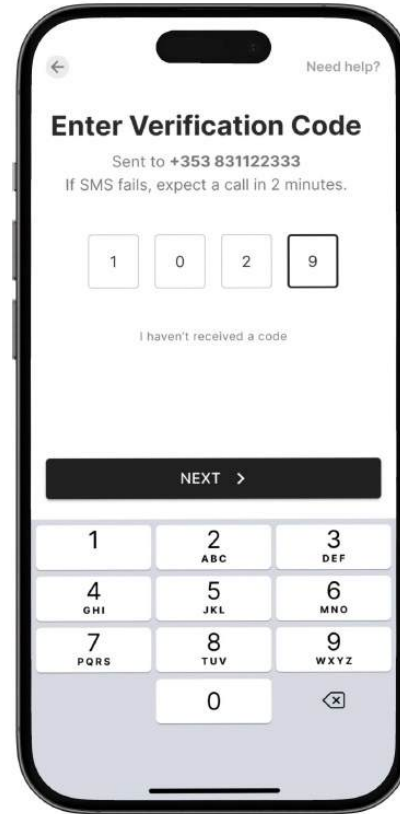 Need help?
Enter Verification Code
Sent to +353 831122333
If SMS fails, expect a call in 2 minutes.
1 0 2 9
I haven't received a code
NEXT
1 2 3
ABC DEF
4 5 6
GHI JKL MNO
7 8 9
PQRS TUV WXYZ
0